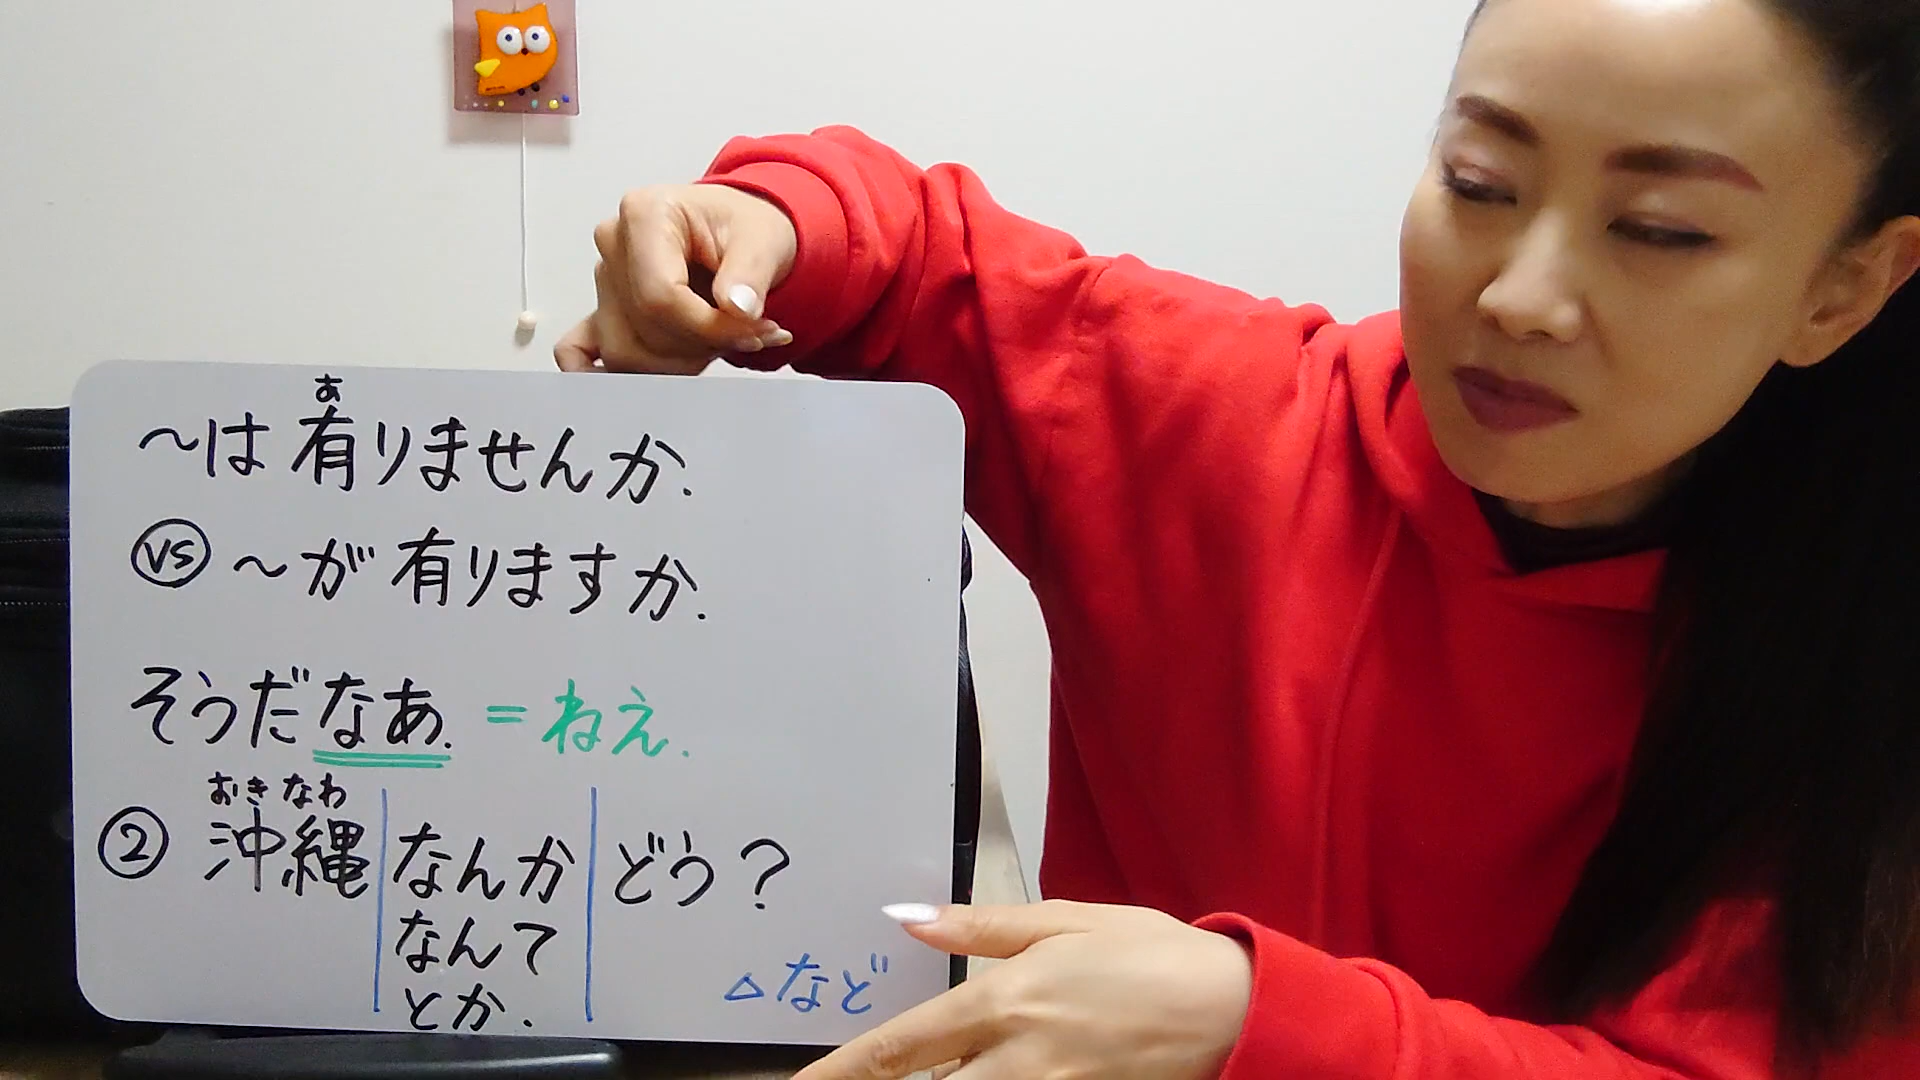 あ
～は有りませんか.
VS ～が有りますか.
そうだなあ. = ねえ.
おきなわ
② 沖縄|なんか|どう?
なんて
とか.
△など